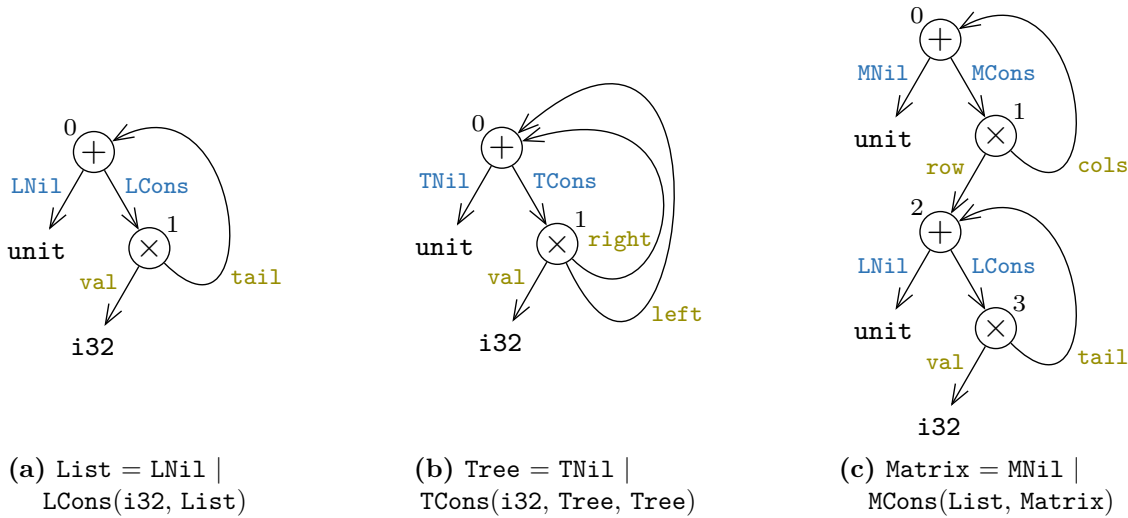 0
+
LNil
LCons
unit
1
×
val
tail
i32
(a) List = LNil |
LCons(i32, List)
0
+
TNil
TCons
unit
1
×
right
val
left
i32
(b) Tree = TNil |
TCons(i32, Tree, Tree)
0
+
MNil
MCons
unit
1
×
row
cols
2
+
LNil
LCons
unit
3
×
val
tail
i32
(c) Matrix = MNil |
MCons(List, Matrix)